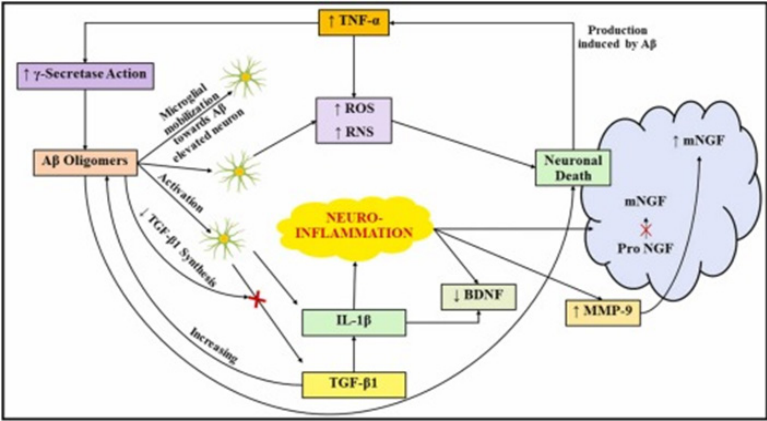 ↑ TNF-α
Production
induced by Aβ
↑ γ-Secretase Action
Microglial
mobilization
towards Aβ
elevated neuron
↑ ROS
↑ RNS
Aβ Oligomers
Neuronal
Death
↑ mNGF
mNGF
Pro NGF
Activation
NEURO-
INFLAMMATION
↓ TGF-β1 Synthesis
↓ BDNF
↑ MMP-9
IL-1β
Increasing
TGF-β1